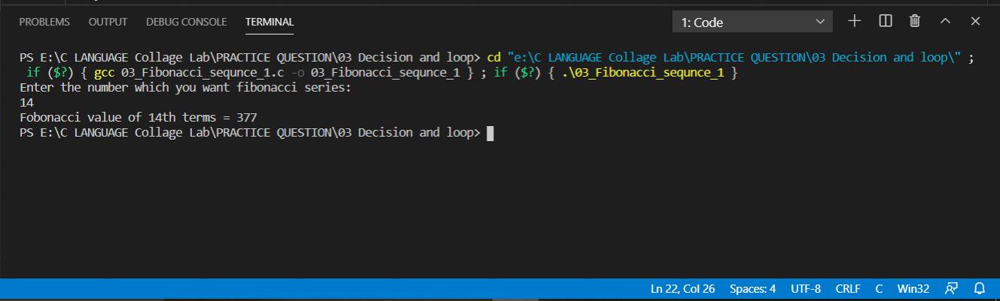 PROBLEMS OUTPUT DEBUG CONSOLE TERMINAL 1: Code
PS E:\C LANGUAGE Collage Lab\PRACTICE QUESTION\03 Decision and loop> cd "e:\C LANGUAGE Collage Lab\PRACTICE QUESTION\03 Decision and loop\" ;
if ($?) { gcc 03_Fibonacci_sequnce_1.c -o 03_Fibonacci_sequnce_1 } ; if ($?) { .\03_Fibonacci_sequnce_1 }
Enter the number which you want fibonacci series:
14
Fobonacci value of 14th terms = 377
PS E:\C LANGUAGE Collage Lab\PRACTICE QUESTION\03 Decision and loop>
Ln 22, Col 26 Spaces: 4 UTF-8 CRLF C Win32